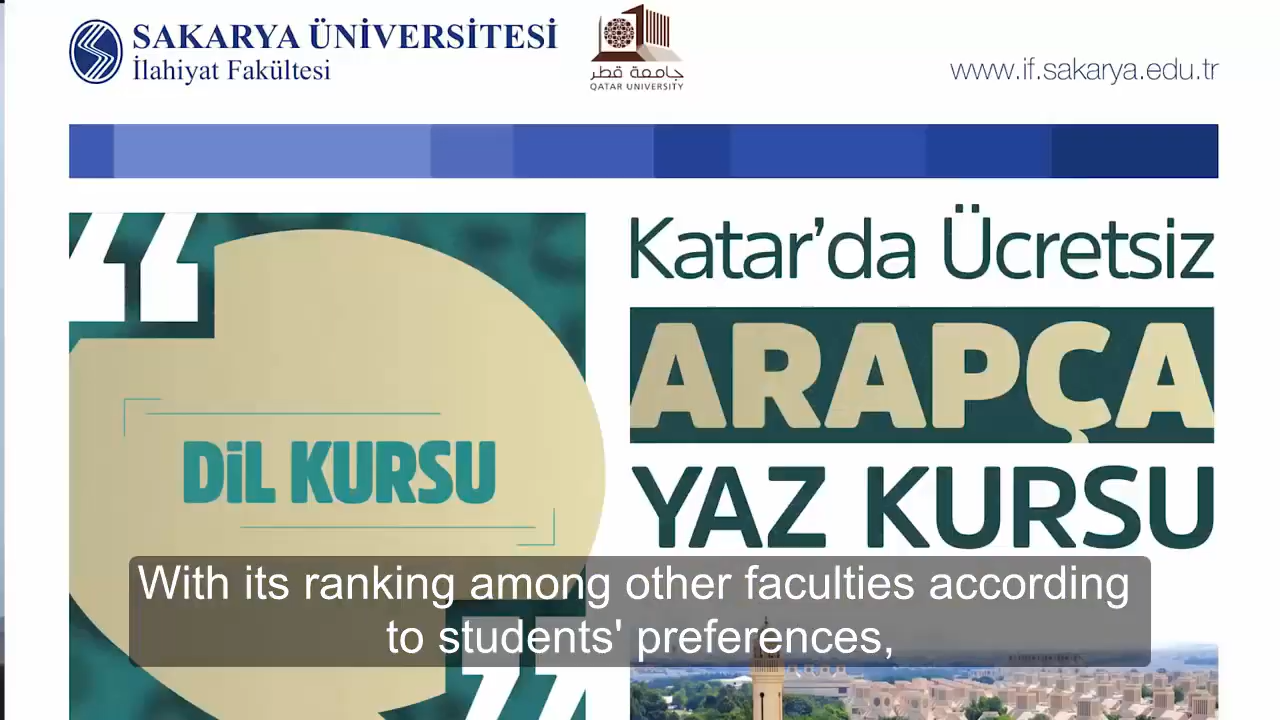 SAKARYA ÜNİVERSİTESİ
İlahiyat Fakültesi
جامعة قطر
QATAR UNIVERSITY
www.if.sakarya.edu.tr
DİL KURSU
Katar'da Ücretsiz
ARAPÇA
YAZ KURSU
With its ranking among other faculties according
to students' preferences,